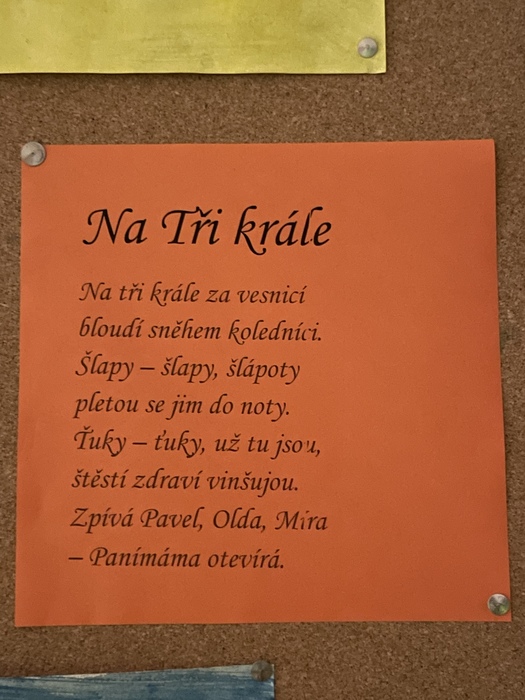 Na Tři krále
Na tři krále za vesnicí
bloudí sněhem koledníci.
Šlapy – šlapy, šlápoty
pletou se jim do noty.
Ťuky – ťuky, už tu jsou,
štěstí zdraví vinšujou.
Zpívá Pavel, Olda, Míra
– Panímáma otevírá.